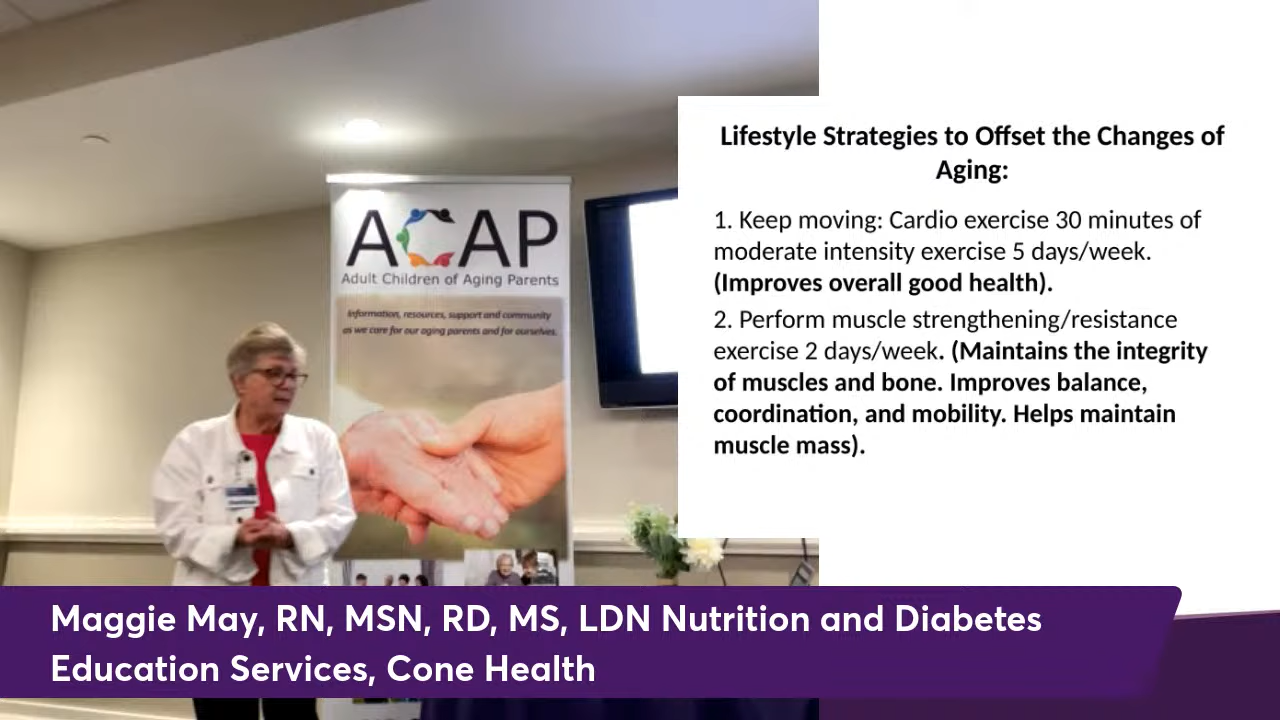 ACAP
Adult Children of Aging Parents
Information, resources, support and community
as we care for our aging parents and for ourselves.
Lifestyle Strategies to Offset the Changes of
Aging:
1. Keep moving: Cardio exercise 30 minutes of
moderate intensity exercise 5 days/week.
(Improves overall good health).
2. Perform muscle strengthening/resistance
exercise 2 days/week. (Maintains the integrity
of muscles and bone. Improves balance,
coordination, and mobility. Helps maintain
muscle mass).
Maggie May, RN, MSN, RD, MS, LDN Nutrition and Diabetes
Education Services, Cone Health